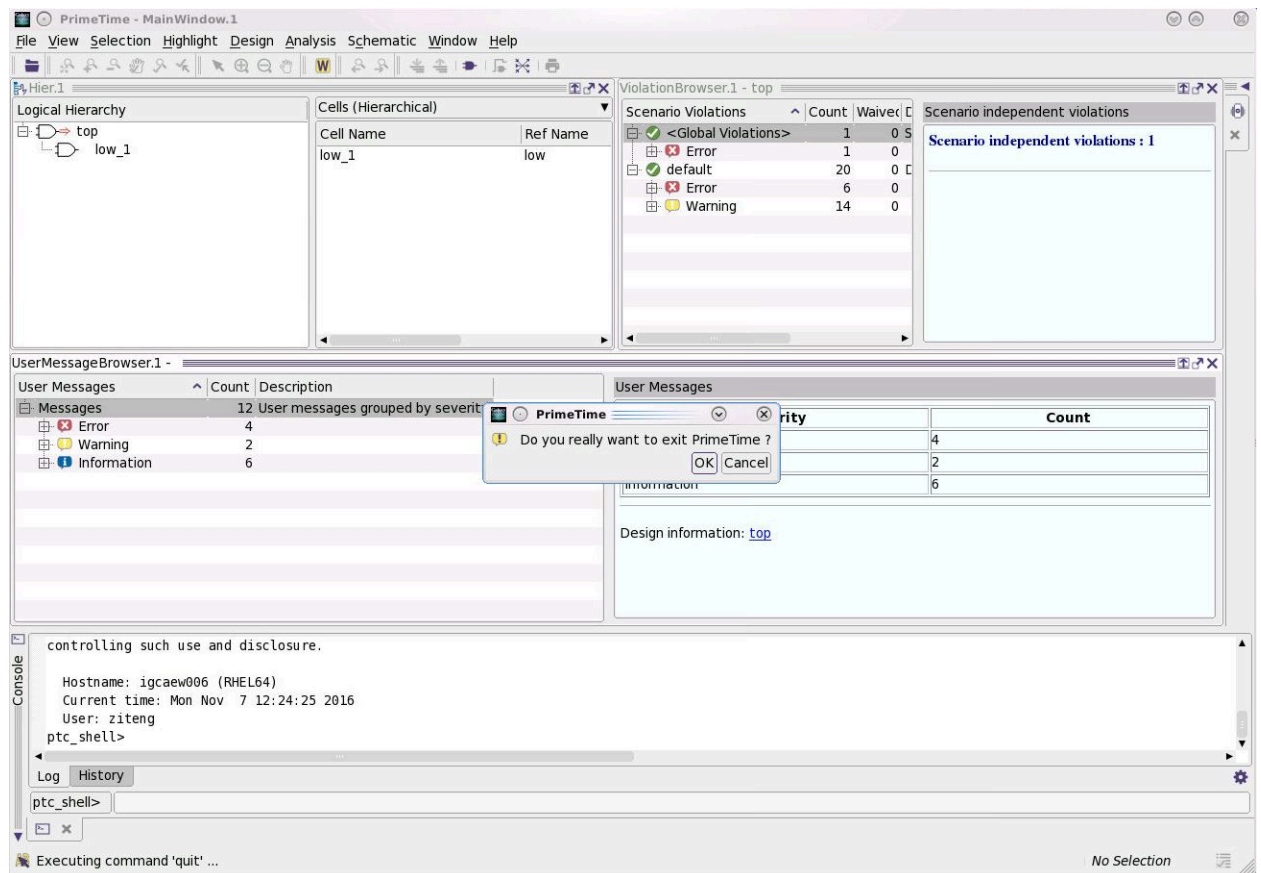 PrimeTime - MainWindow.1
File View Selection Highlight Design Analysis Schematic Window Help
W
Hier.1
Logical Hierarchy
top
low_1
Cells (Hierarchical)
Cell Name Ref Name
low_1 low
ViolationBrowser.1 - top
Scenario Violations Count Waived D
<Global Violations> 1 0 S
Error 1 0
default 20 0 D
Error 6 0
Warning 14 0
Scenario independent violations
Scenario independent violations : 1
UserMessageBrowser.1 -
User Messages Count Description
Messages 12 User messages grouped by severit
Error 4
Warning 2
Information 6
PrimeTime
Do you really want to exit PrimeTime ?
OK Cancel
User Messages
rity Count
4
2
Information 6
Design information: top
Console
controlling such use and disclosure.
Hostname: igcaew006 (RHEL64)
Current time: Mon Nov 7 12:24:25 2016
User: ziteng
ptc_shell>
Log History
ptc_shell>
Executing command 'quit' ...
No Selection